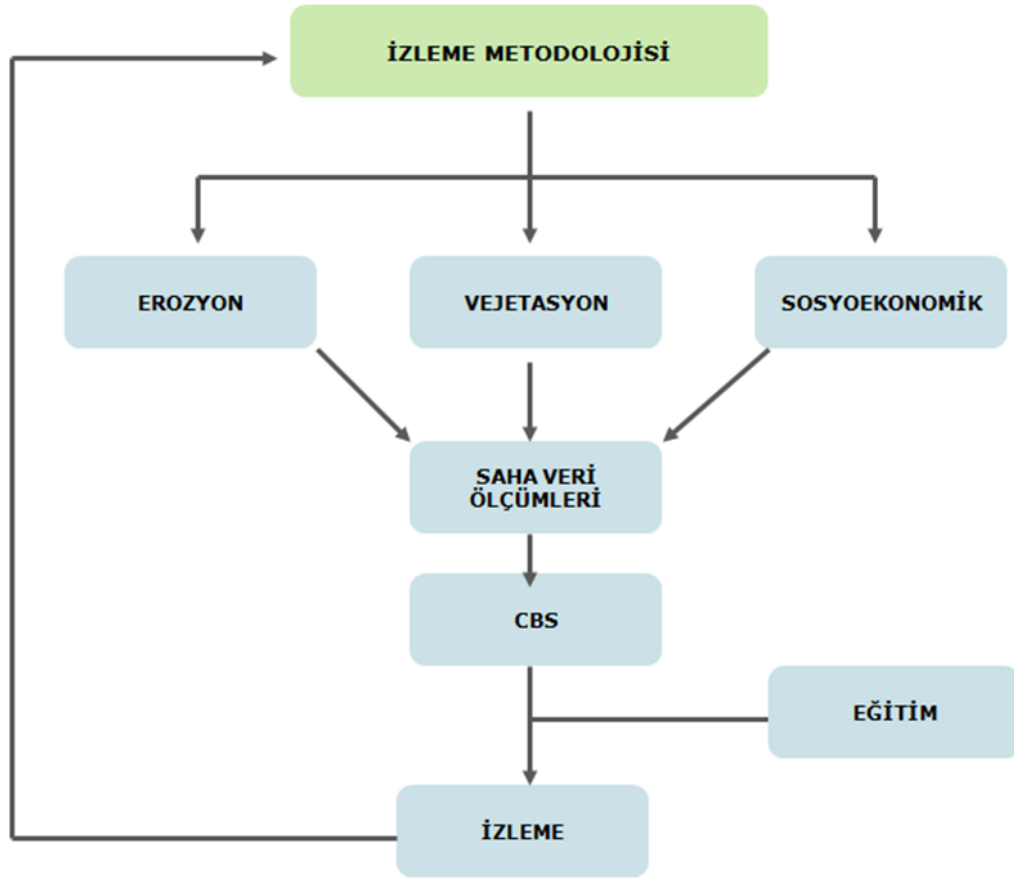 İZLEME METODOLOJİSİ
EROZYON
VEJETASYON
SOSYOEKONOMİK
SAHA VERİ
ÖLÇÜMLERİ
CBS
EĞİTİM
İZLEME